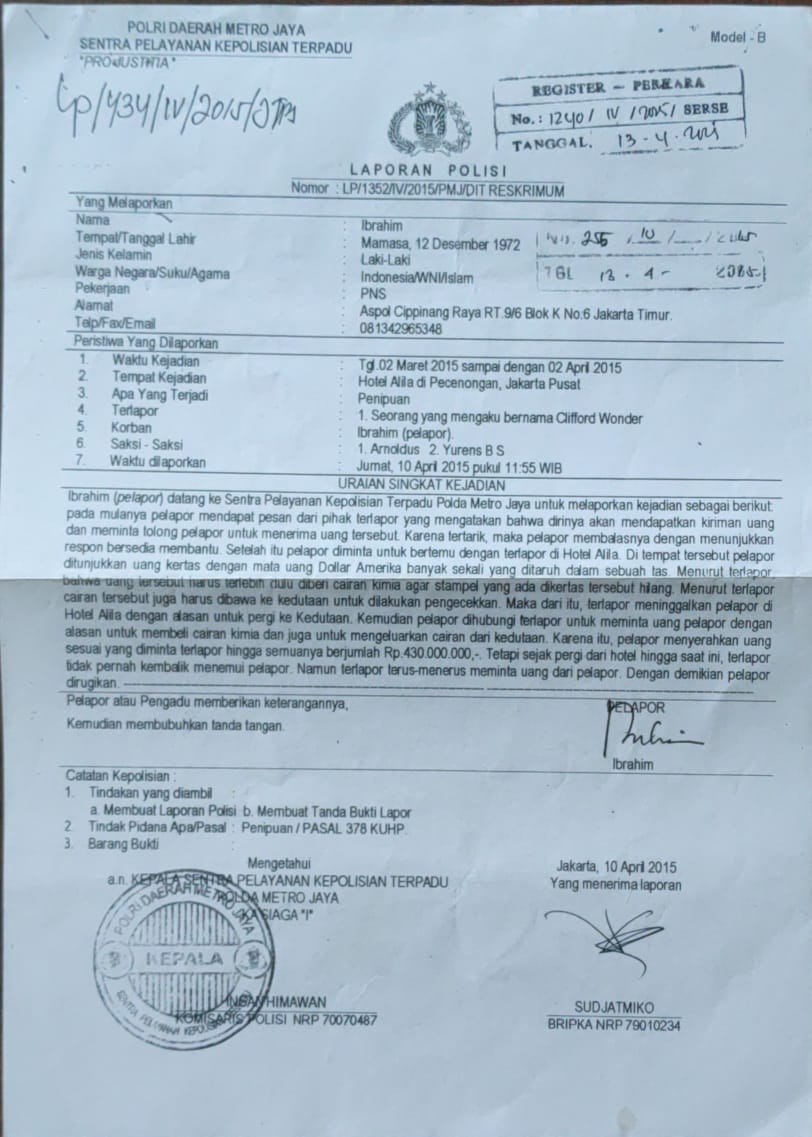 POLRI DAERAH METRO JAYA
SENTRA PELAYANAN KEPOLISIAN TERPADU
"PROJUSTITIA"
Model - B
Lp/434/IV/2015/
REGISTER - PERKARA
No. : 1240 / IV / 2015 / SERSE
TANGGAL. 13 - 4 - 2015
LAPORAN POLISI
Nomor : LP/1352/IV/2015/PMJ/DIT RESKRIMUM
Yang Melaporkan
Nama : Ibrahim
Tempat/Tanggal Lahir : Mamasa, 12 Desember 1972
Jenis Kelamin : Laki-Laki
Warga Negara/Suku/Agama : Indonesia/WNI/Islam
Pekerjaan : PNS
Alamat : Aspol Cippinang Raya RT.9/6 Blok K No.6 Jakarta Timur.
Telp/Fax/Email : 081342965348
NO. 256
TGL 13 - 4 -
Peristiwa Yang Dilaporkan
1. Waktu Kejadian : Tgl.02 Maret 2015 sampai dengan 02 April 2015
2. Tempat Kejadian : Hotel Alila di Pecenongan, Jakarta Pusat
3. Apa Yang Terjadi : Penipuan
4. Terlapor : 1. Seorang yang mengaku bernama Clifford Wonder
5. Korban : Ibrahim (pelapor).
6. Saksi - Saksi : 1. Arnoldus 2. Yurens B S
7. Waktu dilaporkan : Jumat, 10 April 2015 pukul 11:55 WIB
URAIAN SINGKAT KEJADIAN
Ibrahim (pelapor) datang ke Sentra Pelayanan Kepolisian Terpadu Polda Metro Jaya untuk melaporkan kejadian sebagai berikut:
pada mulanya pelapor mendapat pesan dari pihak terlapor yang mengatakan bahwa dirinya akan mendapatkan kiriman uang
dan meminta tolong pelapor untuk menerima uang tersebut. Karena tertarik, maka pelapor membalasnya dengan menunjukkan
respon bersedia membantu. Setelah itu pelapor diminta untuk bertemu dengan terlapor di Hotel Alila. Di tempat tersebut pelapor
ditunjukkan uang kertas dengan mata uang Dollar Amerika banyak sekali yang ditaruh dalam sebuah tas. Menurut terlapor,
bahwa uang tersebut harus terlebih dulu diberi cairan kimia agar stampel yang ada dikertas tersebut hilang. Menurut terlapor
cairan tersebut juga harus dibawa ke kedutaan untuk dilakukan pengecekkan. Maka dari itu, terlapor meninggalkan pelapor di
Hotel Alila dengan alasan untuk pergi ke Kedutaan. Kemudian pelapor dihubungi terlapor untuk meminta uang pelapor dengan
alasan untuk membeli cairan kimia dan juga untuk mengeluarkan cairan dari kedutaan. Karena itu, pelapor menyerahkan uang
sesuai yang diminta terlapor hingga semuanya berjumlah Rp.430.000.000,-. Tetapi sejak pergi dari hotel hingga saat ini, terlapor
tidak pernah kembalik menemui pelapor. Namun terlapor terus-menerus meminta uang dari pelapor. Dengan demikian pelapor
dirugikan.
Pelapor atau Pengadu memberikan keterangannya,
Kemudian membubuhkan tanda tangan.
PELAPOR
Ibrahim
Catatan Kepolisian :
1. Tindakan yang diambil :
a. Membuat Laporan Polisi b. Membuat Tanda Bukti Lapor
2. Tindak Pidana Apa/Pasal : Penipuan / PASAL 378 KUHP.
3. Barang Bukti :
Mengetahui
a.n. KEPALA SENTRA PELAYANAN KEPOLISIAN TERPADU
POLDA METRO JAYA
KA SIAGA "I"
POLRI DAERAH METRO JAYA
KEPALA
SENTRA PELAYANAN KEPOLISIAN
HIMAWAN
KOMISARIS POLISI NRP 70070487
Jakarta, 10 April 2015
Yang menerima laporan
SUDJATMIKO
BRIPKA NRP 79010234